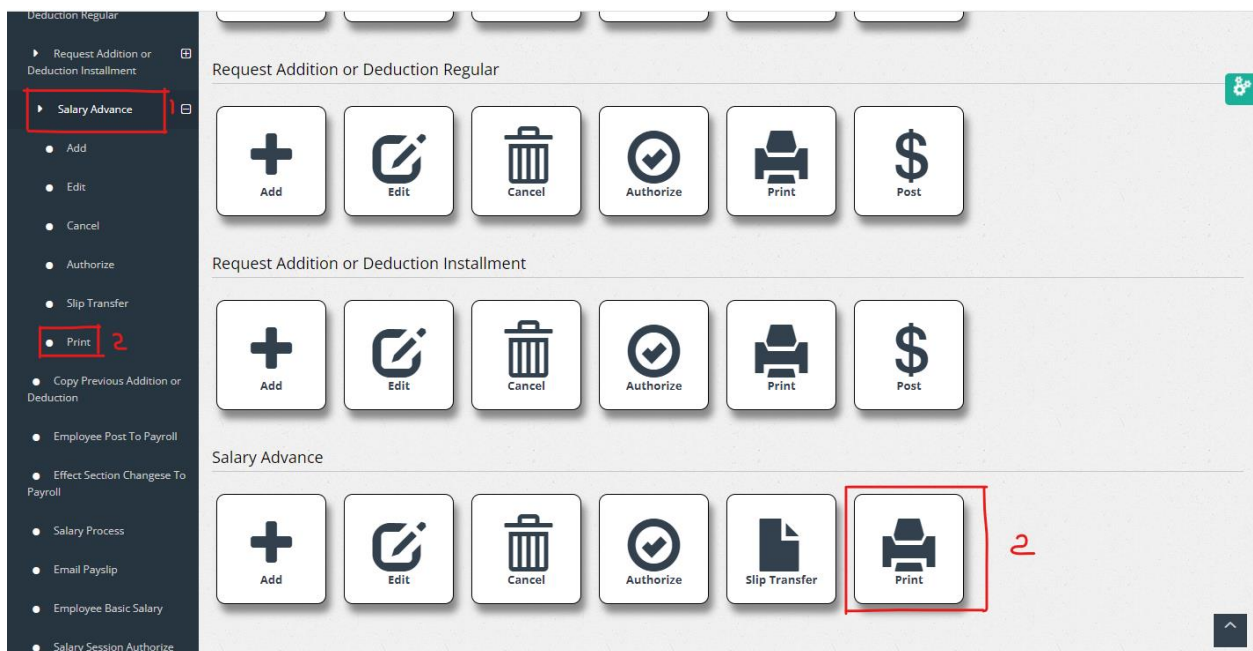 Deduction Regular
Request Addition or
Deduction Installment
Salary Advance 1
Add
Edit
Cancel
Authorize
Slip Transfer
Print 2
Copy Previous Addition or
Deduction
Employee Post To Payroll
Effect Section Changese To
Payroll
Salary Process
Email Payslip
Employee Basic Salary
Salary Session Authorize
Request Addition or Deduction Regular
Add Edit Cancel Authorize Print Post
Request Addition or Deduction Installment
Add Edit Cancel Authorize Print Post
Salary Advance
Add Edit Cancel Authorize Slip Transfer Print 2